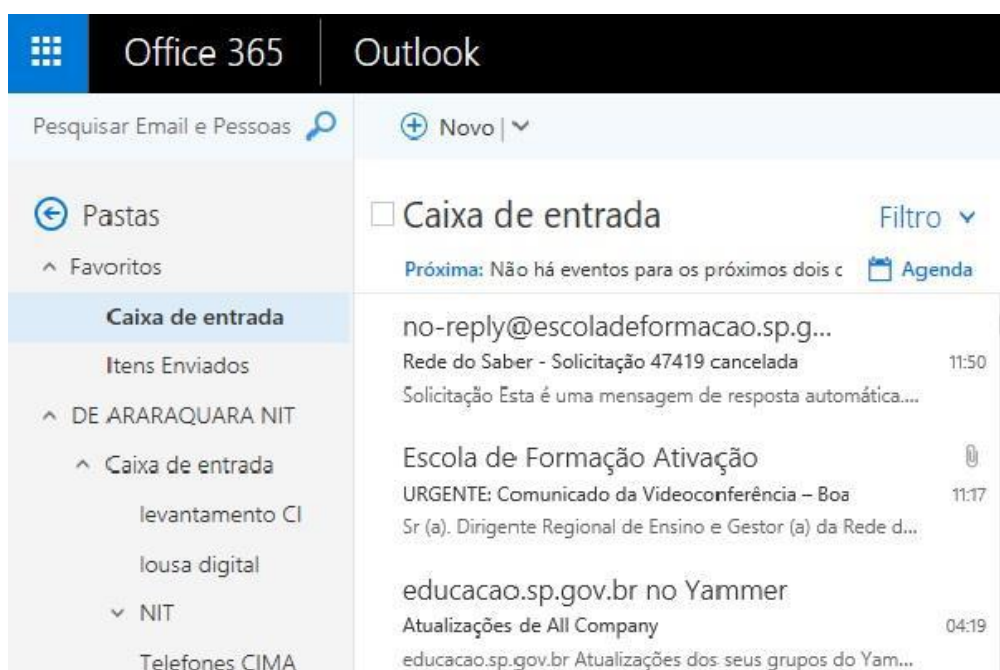 Office 365
Outlook
Pesquisar Email e Pessoas
Novo
Pastas
Favoritos
Caixa de entrada
Itens Enviados
DE ARARAQUARA NIT
Caixa de entrada
levantamento CI
lousa digital
NIT
Telefones CIMA
Caixa de entrada
Filtro
Próxima: Não há eventos para os próximos dois
Agenda
no-reply@escoladeformacao.sp.g...
Rede do Saber - Solicitação 47419 cancelada 11:50
Solicitação Esta é uma mensagem de resposta automática....
Escola de Formação Ativação
URGENTE: Comunicado da Videoconferência – Boa 11:17
Sr (a). Dirigente Regional de Ensino e Gestor (a) da Rede d...
educacao.sp.gov.br no Yammer
Atualizações de All Company 04:19
educacao.sp.gov.br Atualizações dos seus grupos do Yam...